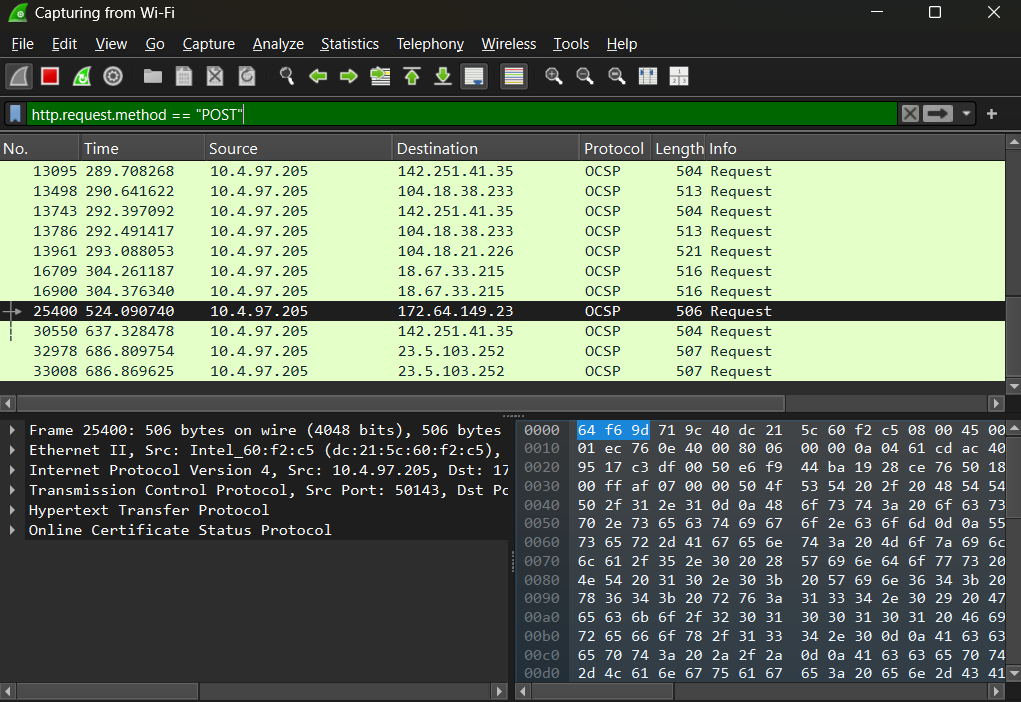 Capturing from Wi-Fi
File Edit View Go Capture Analyze Statistics Telephony Wireless Tools Help
http.request.method == "POST"
No. Time Source Destination Protocol Length Info
13095 289.708268 10.4.97.205 142.251.41.35 OCSP 504 Request
13498 290.641622 10.4.97.205 104.18.38.233 OCSP 513 Request
13743 292.397092 10.4.97.205 142.251.41.35 OCSP 504 Request
13786 292.491417 10.4.97.205 104.18.38.233 OCSP 513 Request
13961 293.088053 10.4.97.205 104.18.21.226 OCSP 521 Request
16709 304.261187 10.4.97.205 18.67.33.215 OCSP 516 Request
16900 304.376340 10.4.97.205 18.67.33.215 OCSP 516 Request
25400 524.090740 10.4.97.205 172.64.149.23 OCSP 506 Request
30550 637.328478 10.4.97.205 142.251.41.35 OCSP 504 Request
32978 686.809754 10.4.97.205 23.5.103.252 OCSP 507 Request
33008 686.869625 10.4.97.205 23.5.103.252 OCSP 507 Request
Frame 25400: 506 bytes on wire (4048 bits), 506 bytes
Ethernet II, Src: Intel_60:f2:c5 (dc:21:5c:60:f2:c5),
Internet Protocol Version 4, Src: 10.4.97.205, Dst: 17
Transmission Control Protocol, Src Port: 50143, Dst Po
Hypertext Transfer Protocol
Online Certificate Status Protocol
0000 64 f6 9d 71 9c 40 dc 21 5c 60 f2 c5 08 00 45 00
0010 01 ec 76 0e 40 00 80 06 00 00 0a 04 61 cd ac 40
0020 95 17 c3 df 00 50 e6 f9 44 ba 19 28 ce 76 50 18
0030 00 ff af 07 00 00 50 4f 53 54 20 2f 20 48 54 54
0040 50 2f 31 2e 31 0d 0a 48 6f 73 74 3a 20 6f 63 73
0050 70 2e 73 65 63 74 69 67 6f 2e 63 6f 6d 0d 0a 55
0060 73 65 72 2d 41 67 65 6e 74 3a 20 4d 6f 7a 69 6c
0070 6c 61 2f 35 2e 30 20 28 57 69 6e 64 6f 77 73 20
0080 4e 54 20 31 30 2e 30 3b 20 57 69 6e 36 34 3b 20
0090 78 36 34 3b 20 72 76 3a 31 33 34 2e 30 29 20 47
00a0 65 63 6b 6f 2f 32 30 31 30 30 31 30 31 20 46 69
00b0 72 65 66 6f 78 2f 31 33 34 2e 30 0d 0a 41 63 63
00c0 65 70 74 3a 20 2a 2f 2a 0d 0a 41 63 63 65 70 74
00d0 2d 4c 61 6e 67 75 61 67 65 3a 20 65 6e 2d 43 41